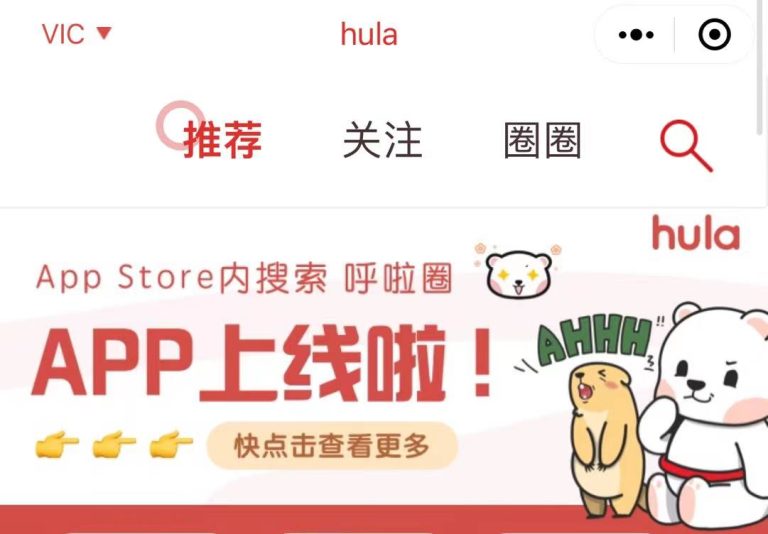 VIC hula
推荐 关注 圈圈
hula
App Store内搜索 呼啦圈
APP上线啦！
AHHH!!
快点击查看更多